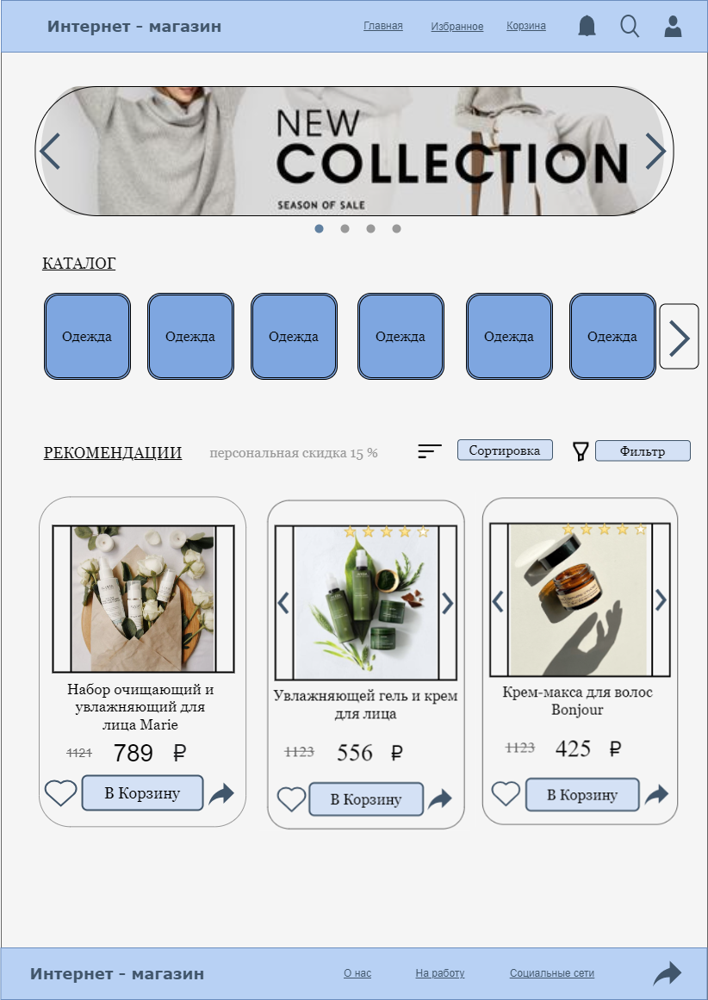 Интернет - магазин
Главная Избранное Корзина
NEW
COLLECTION
SEASON OF SALE
КАТАЛОГ
Одежда Одежда Одежда Одежда Одежда Одежда
РЕКОМЕНДАЦИИ персональная скидка 15 % Сортировка Фильтр
Набор очищающий и
увлажняющий для
лица Marie
1121 789 ₽
В Корзину
Увлажняющей гель и крем
для лица
1123 556 ₽
В Корзину
Крем-макса для волос
Bonjour
1123 425 ₽
В Корзину
Интернет - магазин
О нас На работу Социальные сети